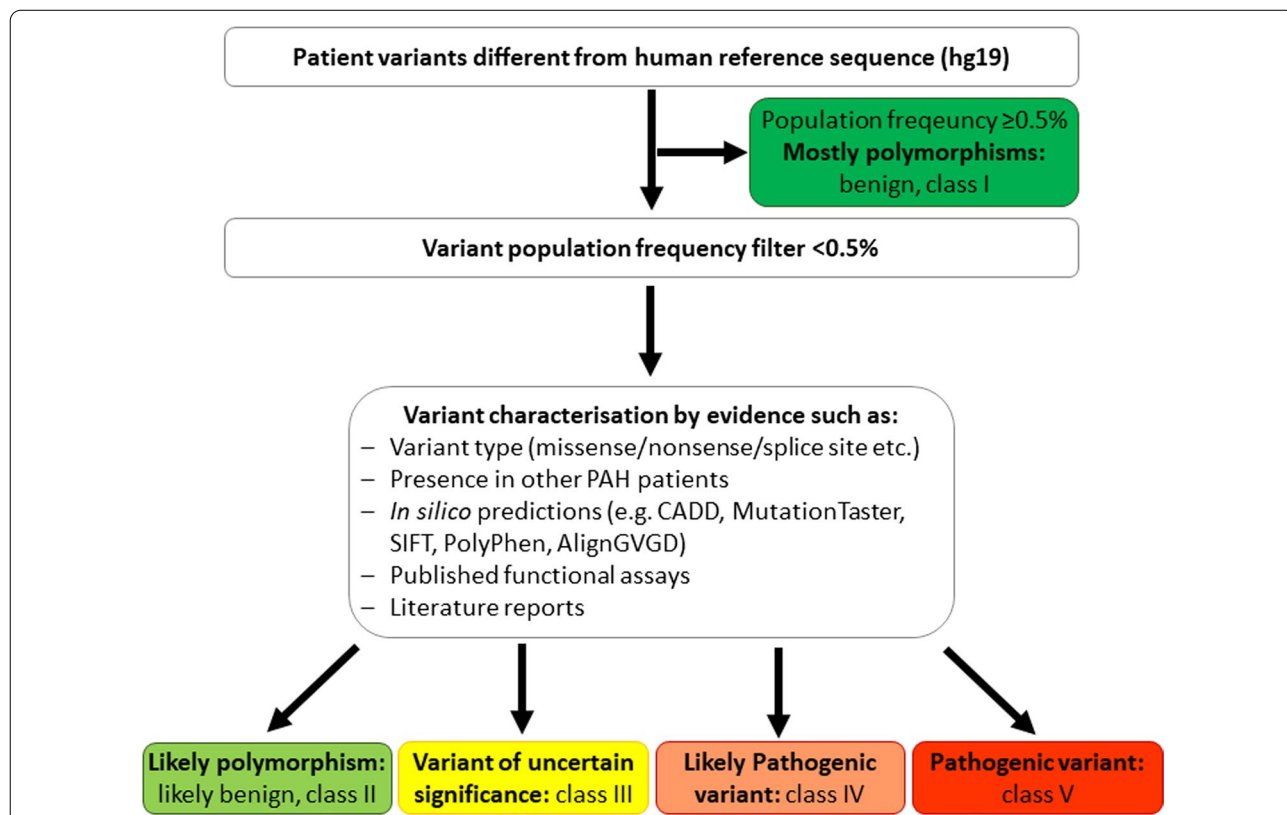 Patient variants different from human reference sequence (hg19)
Population freqeuncy ≥0.5%
Mostly polymorphisms:
benign, class I
Variant population frequency filter <0.5%
Variant characterisation by evidence such as:
– Variant type (missense/nonsense/splice site etc.)
– Presence in other PAH patients
– In silico predictions (e.g. CADD, MutationTaster,
SIFT, PolyPhen, AlignGVGD)
– Published functional assays
– Literature reports
Likely polymorphism:
likely benign, class II
Variant of uncertain
significance: class III
Likely Pathogenic
variant: class IV
Pathogenic variant:
class V